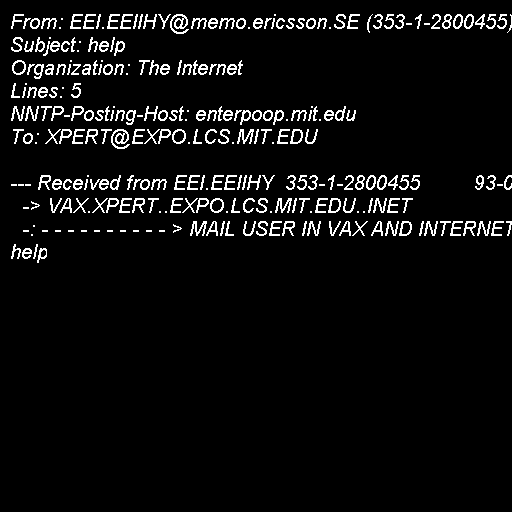 From: EEI.EEIIHY@memo.ericsson.SE (353-1-2800455)
Subject: help
Organization: The Internet
Lines: 5
NNTP-Posting-Host: enterpoop.mit.edu
To: XPERT@EXPO.LCS.MIT.EDU

--- Received from EEI.EEIIHY 353-1-2800455 93-0
-> VAX.XPERT..EXPO.LCS.MIT.EDU..INET
-: - - - - - - - - - - > MAIL USER IN VAX AND INTERNET
help